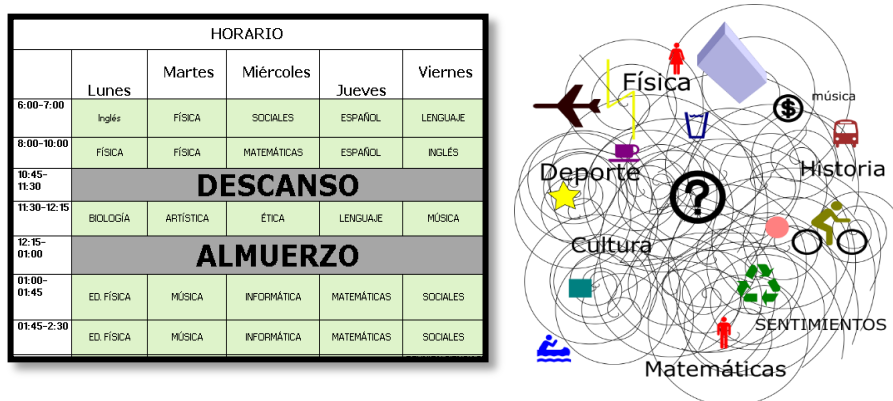 HORARIO
Lunes Martes Miércoles Jueves Viernes
6:00-7:00 Inglés FÍSICA SOCIALES ESPAÑOL LENGUAJE
8:00-10:00 FÍSICA FÍSICA MATEMÁTICAS ESPAÑOL INGLÉS
10:45-
11:30 DESCANSO
11:30-12:15 BIOLOGÍA ARTÍSTICA ÉTICA LENGUAJE MÚSICA
12:15-
01:00 ALMUERZO
01:00-
01:45 ED. FÍSICA MÚSICA INFORMÁTICA MATEMÁTICAS SOCIALES
01:45-2:30 ED. FÍSICA MÚSICA INFORMÁTICA MATEMÁTICAS SOCIALES
Física
$ música
Deporte
Historia
?
Cultura
SENTIMIENTOS
Matemáticas